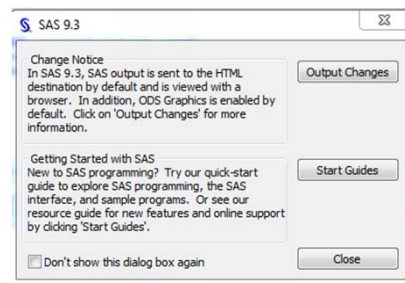 SAS 9.3
Change Notice
In SAS 9.3, SAS output is sent to the HTML
destination by default and is viewed with a
browser. In addition, ODS Graphics is enabled by
default. Click on 'Output Changes' for more
information.
Output Changes
Getting Started with SAS
New to SAS programming? Try our quick-start
guide to explore SAS programming, the SAS
interface, and sample programs. Or see our
resource guide for new features and online support
by clicking 'Start Guides'.
Start Guides
Don't show this dialog box again
Close